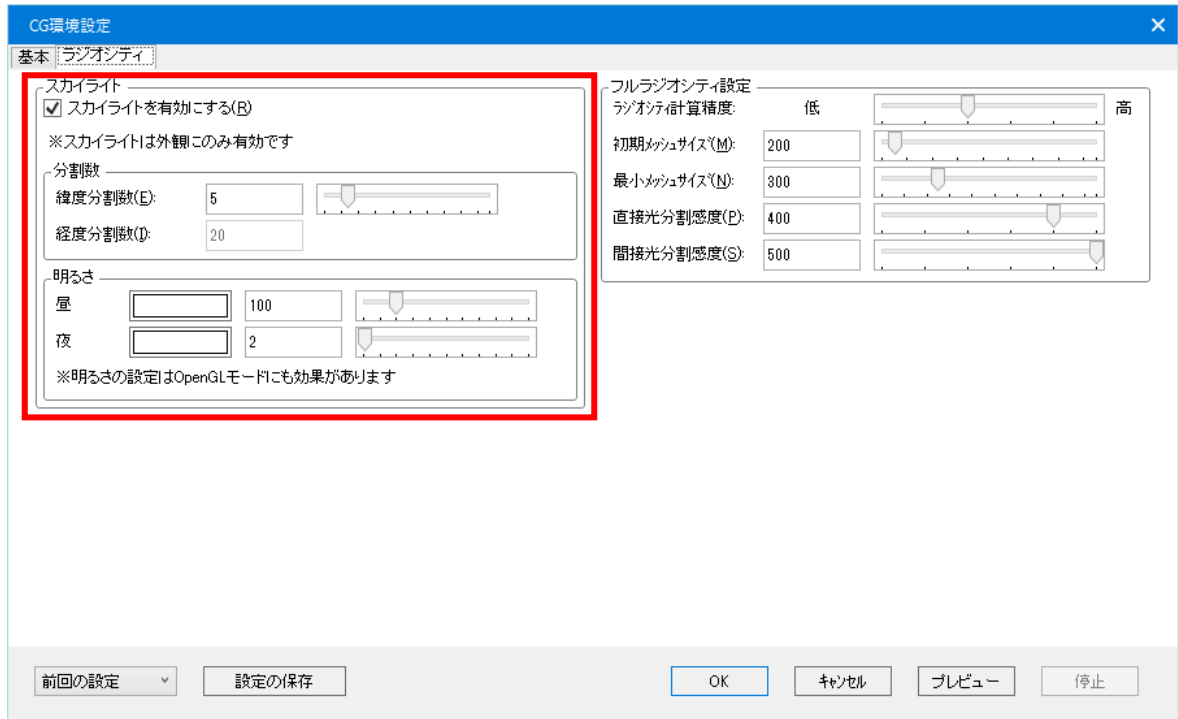 CG環境設定
基本 ラジオシティ
スカイライト
スカイライトを有効にする(R)
※スカイライトは外観にのみ有効です
分割数
緯度分割数(E): 5
経度分割数(I): 20
明るさ
昼 100
夜 2
※明るさの設定はOpenGLモードにも効果があります
フルラジオシティ設定
ラジオシティ計算精度: 低 高
初期メッシュサイズ(M): 200
最小メッシュサイズ(N): 300
直接光分割感度(P): 400
間接光分割感度(S): 500
前回の設定 設定の保存 OK キャンセル プレビュー 停止